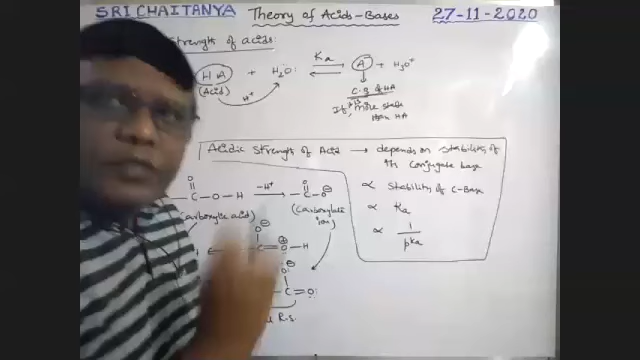 SRI CHAITANYA Theory of Acids-Bases 27-11-2020
Strength of acids:
HA + H₂O: ⇌ A⁻ + H₃O⁺
Ka
(Acid) H⁺
C.B of HA
If more stable
than HA
Acidic Strength of Acid → depends on stability of
its conjugate base
∝ Stability of C-Base
∝ Ka
∝ 1/pKa
O O
C-O-H -H⁺ → -C-O⊖
(Carboxylic acid) (Carboxylate
ion)
O⊖
C=O-H
⊕
O⊖
C=O:
R.S.